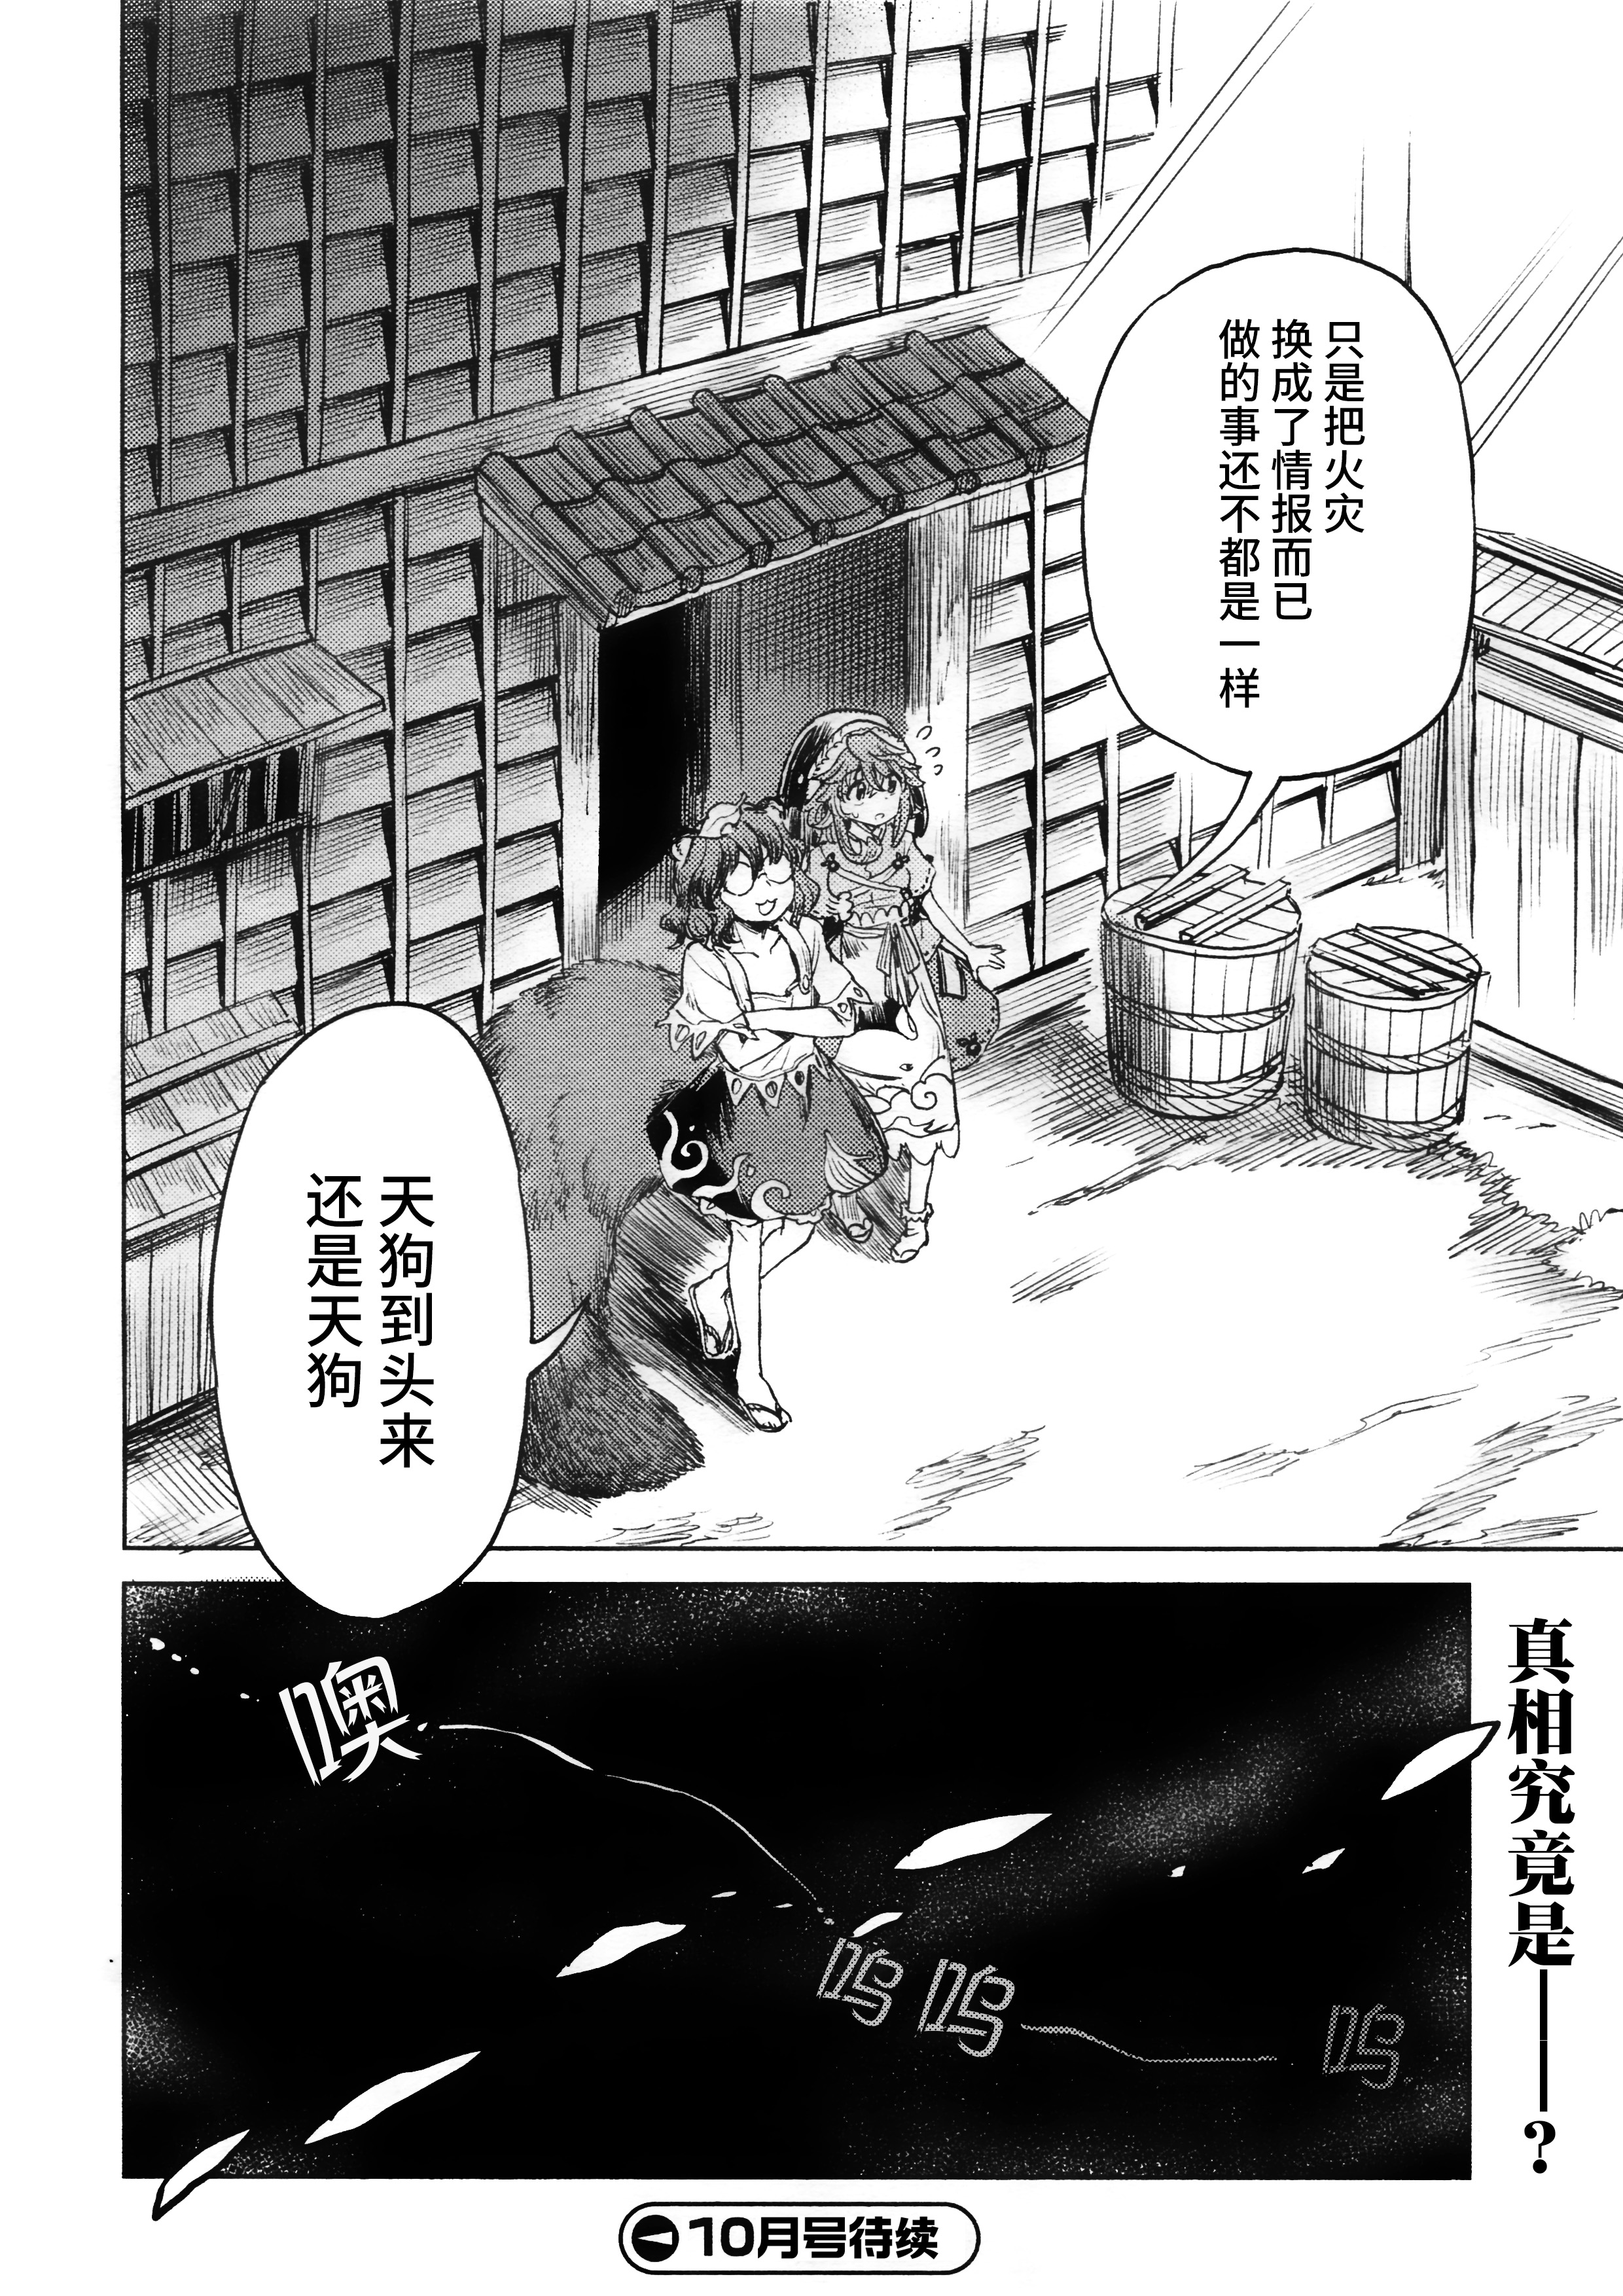 只是把火灾
换成了情报而已
做的事还不都是一样
天狗到头来
还是天狗
噢
呜
呜
呜
真相究竟是——？
10月号待续